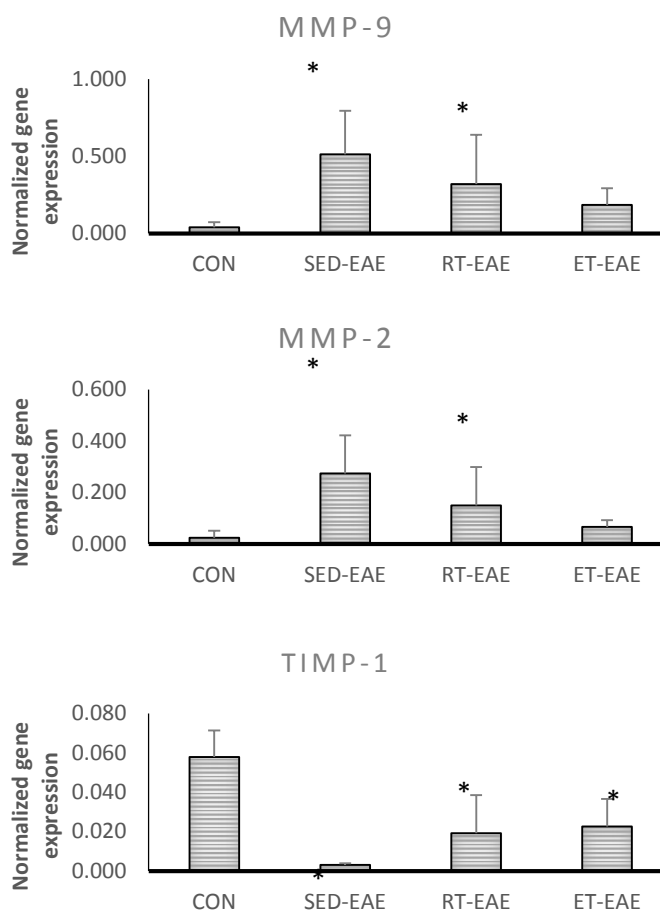 MMP-9
*
*
1.000
0.500
0.000
Normalized gene
expression
CON SED-EAE RT-EAE ET-EAE
MMP-2
*
*
0.600
0.400
0.200
0.000
Normalized gene
expression
CON SED-EAE RT-EAE ET-EAE
TIMP-1
0.080
0.060
0.040
0.020
0.000
Normalized gene
expression
*
*
*
CON SED-EAE RT-EAE ET-EAE